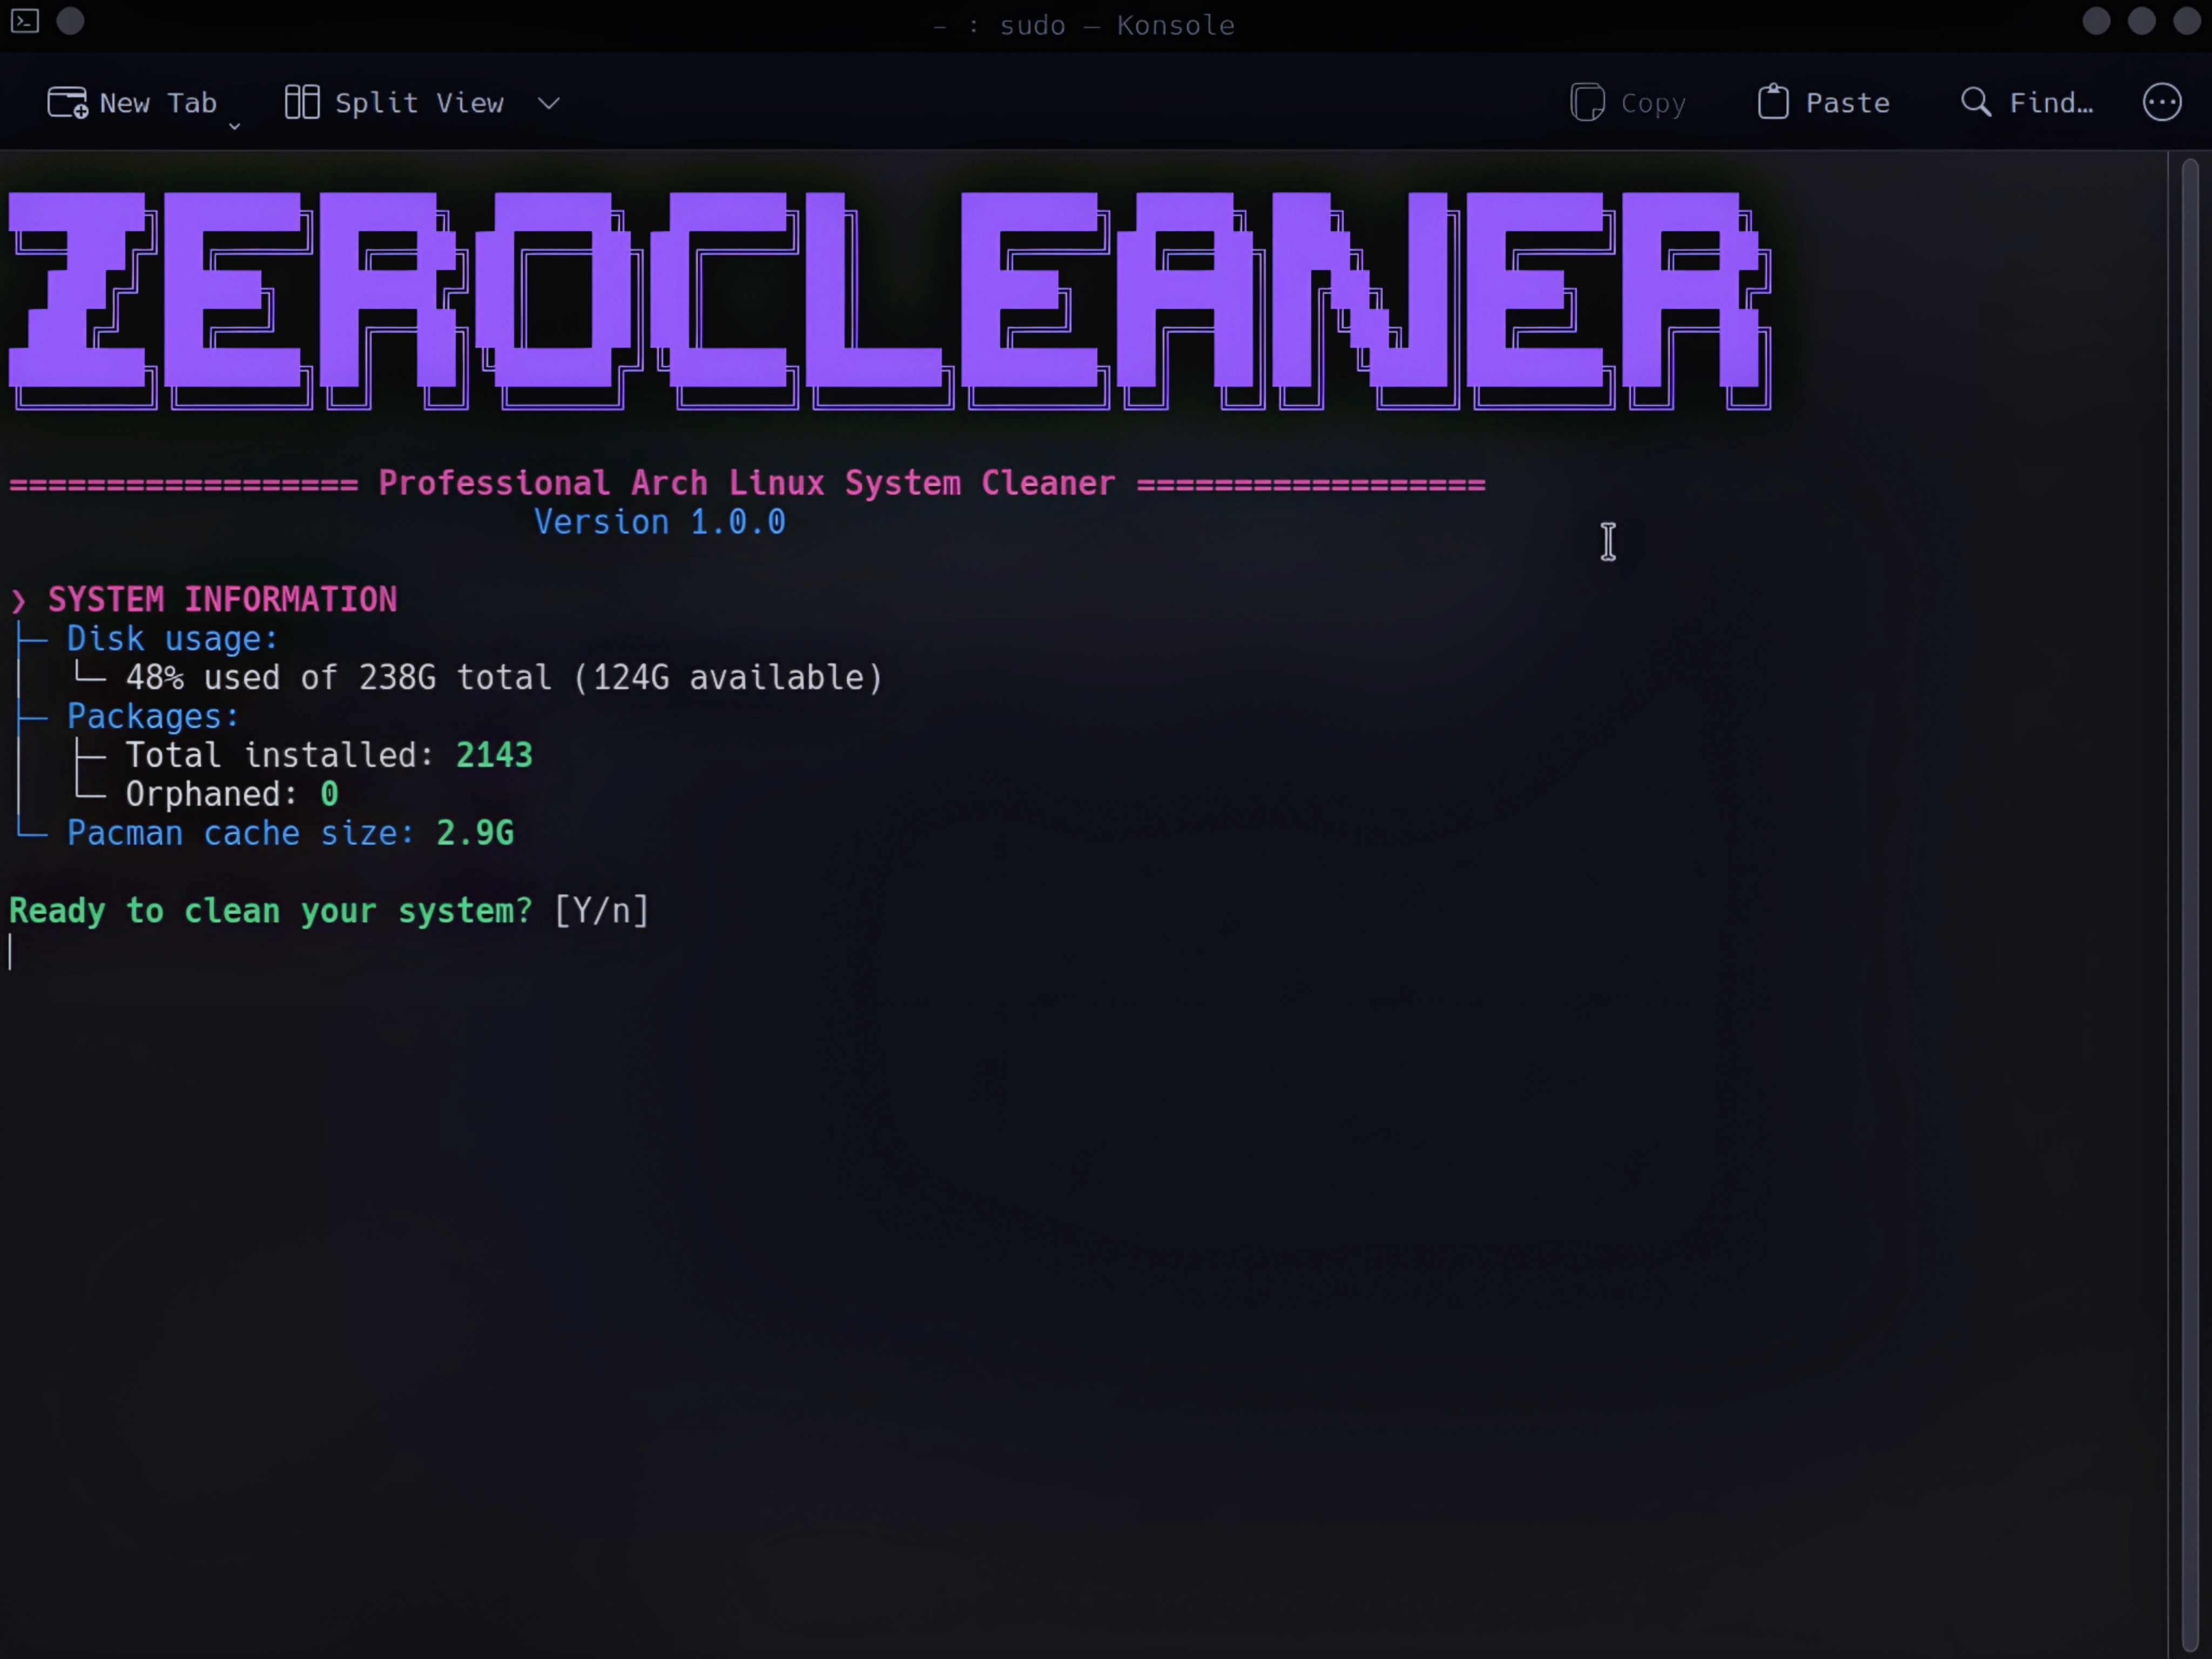 ~ : sudo — Konsole
New Tab Split View Copy Paste Find…
ZEROCLEANER
================== Professional Arch Linux System Cleaner ==================
Version 1.0.0
❯ SYSTEM INFORMATION
├─ Disk usage:
│  └─ 48% used of 238G total (124G available)
├─ Packages:
│  ├─ Total installed: 2143
│  └─ Orphaned: 0
└─ Pacman cache size: 2.9G
Ready to clean your system? [Y/n]